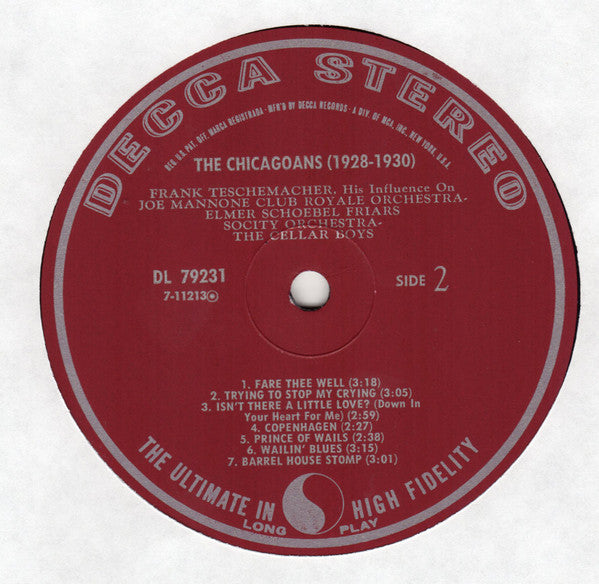 DECCA STEREO
REG. U.S. PAT. OFF. MARCA REGISTRADA • MFR'D BY DECCA RECORDS • A DIV. OF MCA, INC. NEW YORK, U.S.A.
THE CHICAGOANS (1928-1930)
FRANK TESCHEMACHER, His Influence On
JOE MANNONE CLUB ROYALE ORCHESTRA-
ELMER SCHOEBEL FRIARS
SOCITY ORCHESTRA-
THE CELLAR BOYS
DL 79231
7-11213
SIDE 2
1. FARE THEE WELL (3:18)
2. TRYING TO STOP MY CRYING (3:05)
3. ISN'T THERE A LITTLE LOVE? (Down In
Your Heart For Me) (2:59)
4. COPENHAGEN (2:27)
5. PRINCE OF WAILS (2:38)
6. WAILIN' BLUES (3:15)
7. BARREL HOUSE STOMP (3:01)
THE ULTIMATE IN HIGH FIDELITY
LONG PLAY